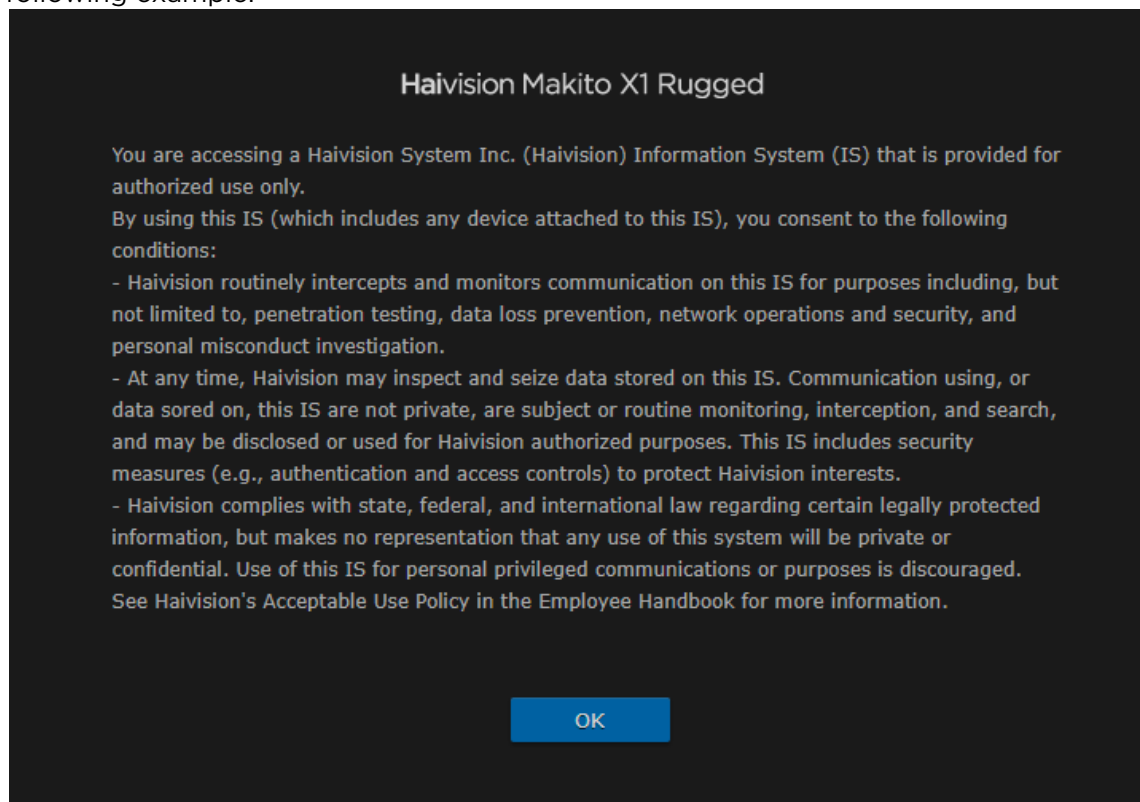 following example:
Haivision Makito X1 Rugged
You are accessing a Haivision System Inc. (Haivision) Information System (IS) that is provided for
authorized use only.
By using this IS (which includes any device attached to this IS), you consent to the following
conditions:
- Haivision routinely intercepts and monitors communication on this IS for purposes including, but
not limited to, penetration testing, data loss prevention, network operations and security, and
personal misconduct investigation.
- At any time, Haivision may inspect and seize data stored on this IS. Communication using, or
data sored on, this IS are not private, are subject or routine monitoring, interception, and search,
and may be disclosed or used for Haivision authorized purposes. This IS includes security
measures (e.g., authentication and access controls) to protect Haivision interests.
- Haivision complies with state, federal, and international law regarding certain legally protected
information, but makes no representation that any use of this system will be private or
confidential. Use of this IS for personal privileged communications or purposes is discouraged.
See Haivision's Acceptable Use Policy in the Employee Handbook for more information.
OK